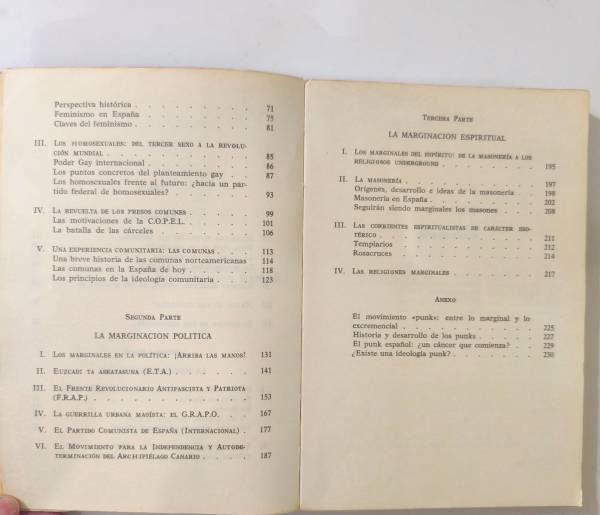 Perspectiva histórica . . . . . . . . 71
Feminismo en España . . . . . . . 75
Claves del feminismo . . . . . . . 81
III. Los homosexuales: del tercer sexo a la revolu-
ción mundial . . . . . . . . . 85
Poder Gay internacional . . . . . . 86
Los puntos concretos del planteamiento gay . 87
Los homosexuales frente al futuro: ¿hacia un par-
tido federal de homosexuales? . . . . 93
IV. La revuelta de los presos comunes . . . 99
Las motivaciones de la C.O.P.E.L. . . . 101
La batalla de las cárceles . . . . . . 106
V. Una experiencia comunitaria: las comunas . . 113
Una breve historia de las comunas norteamericanas 114
Las comunas en la España de hoy . . . . 118
Los principios de la ideología comunitaria . . 123
Segunda Parte
LA MARGINACION POLITICA
I. Los marginales en la política: ¡Arriba las manos! 131
II. Euzcadi ta askatasuna (E.T.A.) . . . . 141
III. El Frente Revolucionario Antifascista y Patriota
(F.R.A.P.) . . . . . . . . . . 153
IV. La guerrilla urbana maoísta: el G.R.A.P.O. . . 167
V. El Partido Comunista de España (Internacional) . 177
VI. El Movimiento para la Independencia y Autode-
terminación del Archipiélago Canario . . . . 187
Tercera Parte
LA MARGINACION ESPIRITUAL
I. Los marginales del espíritu: de la masonería a los
religiosos underground . . . . . . . 195
II. La masonería . . . . . . . . . 197
Orígenes, desarrollo e ideas de la masonería . 198
Masonería en España . . . . . . . 202
Seguirán siendo marginales los masones . . 208
III. Las corrientes espiritualistas de carácter eso-
térico . . . . . . . . . . . 211
Templarios . . . . . . . . . . 212
Rosacruces . . . . . . . . . . 214
IV. Las religiones marginales . . . . . . 217
Anexo
El movimiento «punk»: entre lo marginal y lo
excremencial . . . . . . . . . 225
Historia y desarrollo de los punks . . . . 227
El punk español: ¿un cáncer que comienza? . . 229
¿Existe una ideología punk? . . . . . . 230